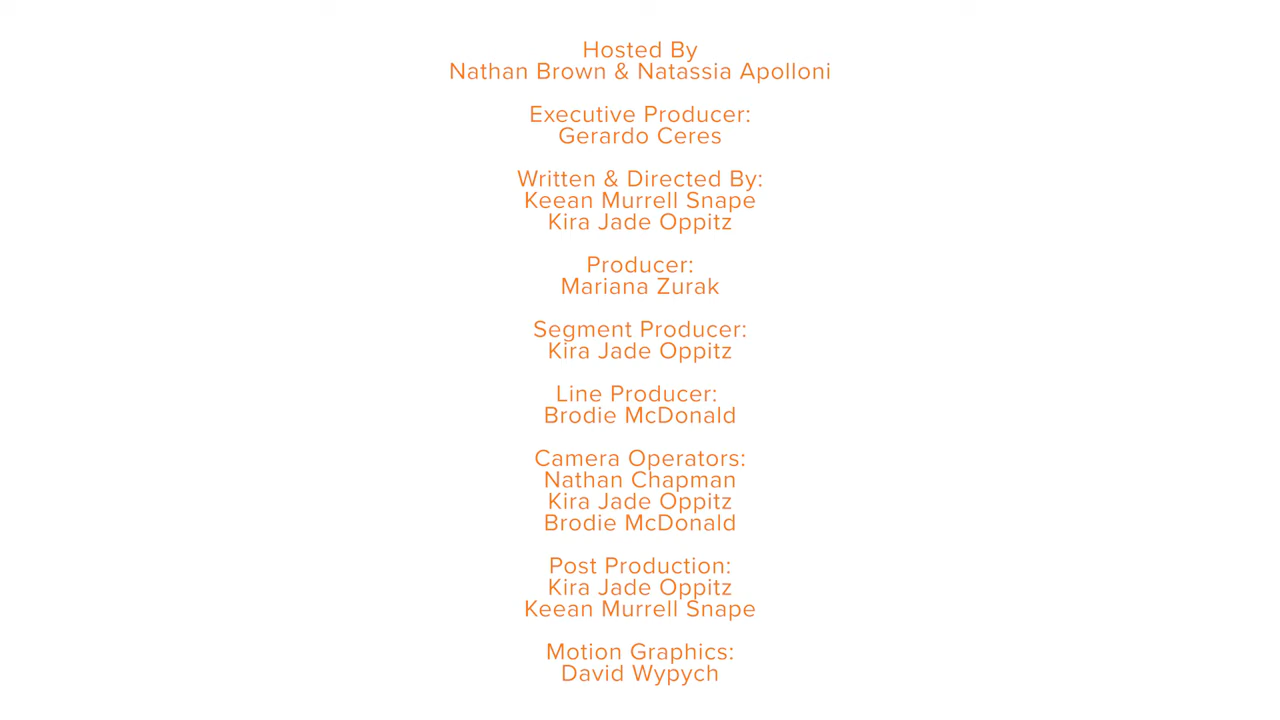 Hosted By
Nathan Brown & Natassia Apolloni
Executive Producer:
Gerardo Ceres
Written & Directed By:
Keean Murrell Snape
Kira Jade Oppitz
Producer:
Mariana Zurak
Segment Producer:
Kira Jade Oppitz
Line Producer:
Brodie McDonald
Camera Operators:
Nathan Chapman
Kira Jade Oppitz
Brodie McDonald
Post Production:
Kira Jade Oppitz
Keean Murrell Snape
Motion Graphics:
David Wypych